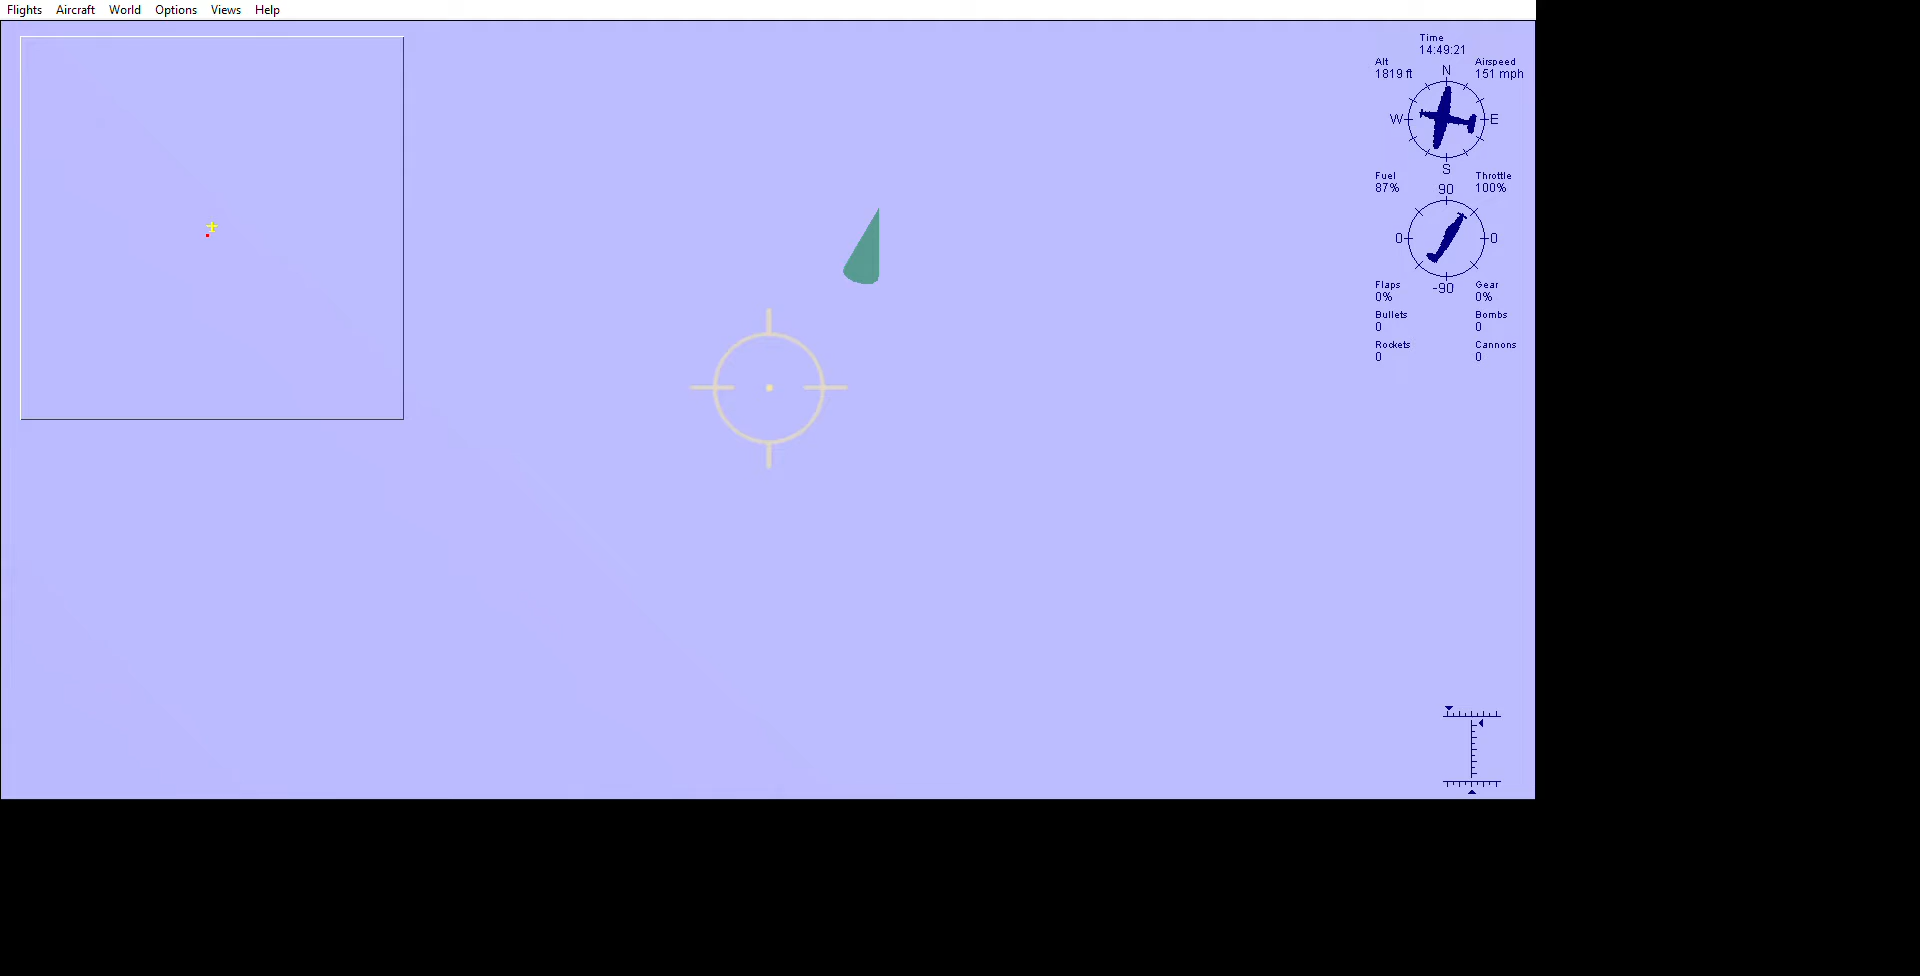 Flights Aircraft World Options Views Help
Time
14:49:21
Alt Airspeed
1819 ft 151 mph
N
W E
S
Fuel Throttle
87% 100%
90
0 0
-90
Flaps Gear
0% 0%
Bullets Bombs
0 0
Rockets Cannons
0 0